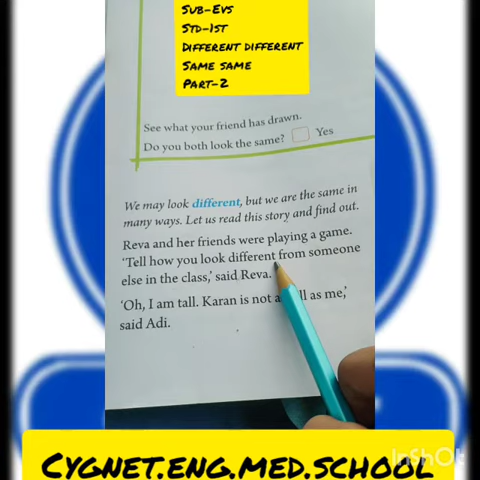 SUB-EVS
STD-1ST
DIFFERENT DIFFERENT
SAME SAME
PART-2
See what your friend has drawn.
Do you both look the same? Yes
We may look different, but we are the same in
many ways. Let us read this story and find out.
Reva and her friends were playing a game.
'Tell how you look different from someone
else in the class,' said Reva.
'Oh, I am tall. Karan is not as me,'
said Adi.
CYGNET.ENG.MED.SCHOOL
InShOt